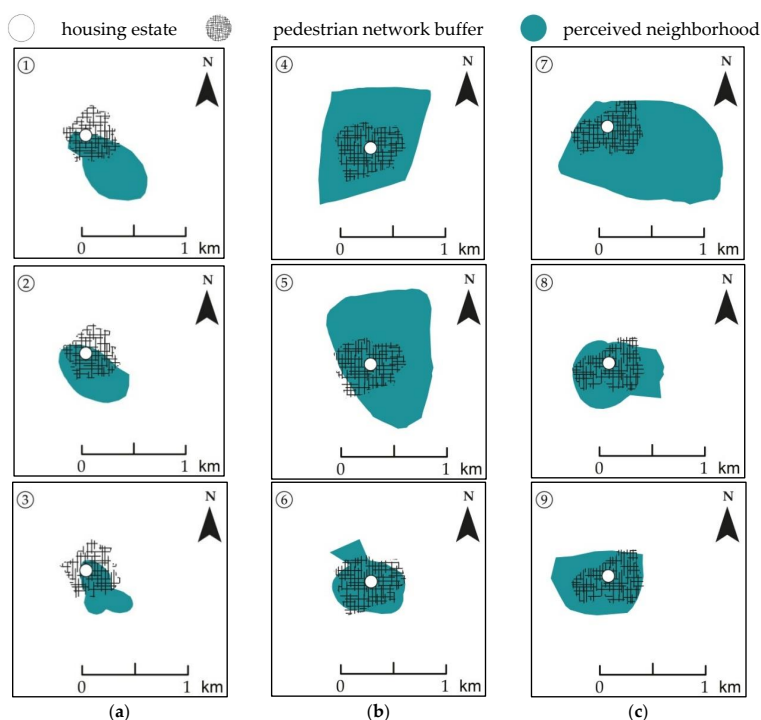 housing estate pedestrian network buffer perceived neighborhood
① N ④ N ⑦ N
0 1 km 0 1 km 0 1 km
② N ⑤ N ⑧ N
0 1 km 0 1 km 0 1 km
③ N ⑥ N ⑨ N
0 1 km 0 1 km 0 1 km
(a) (b) (c)